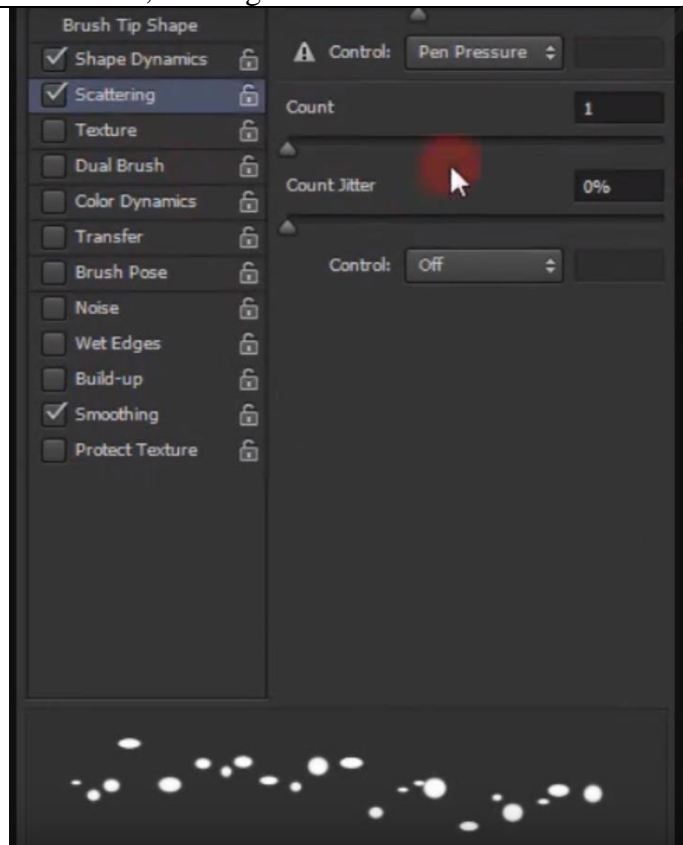 Brush Tip Shape
Shape Dynamics
Scattering
Texture
Dual Brush
Color Dynamics
Transfer
Brush Pose
Noise
Wet Edges
Build-up
Smoothing
Protect Texture
Control: Pen Pressure
Count 1
Count Jitter 0%
Control: Off